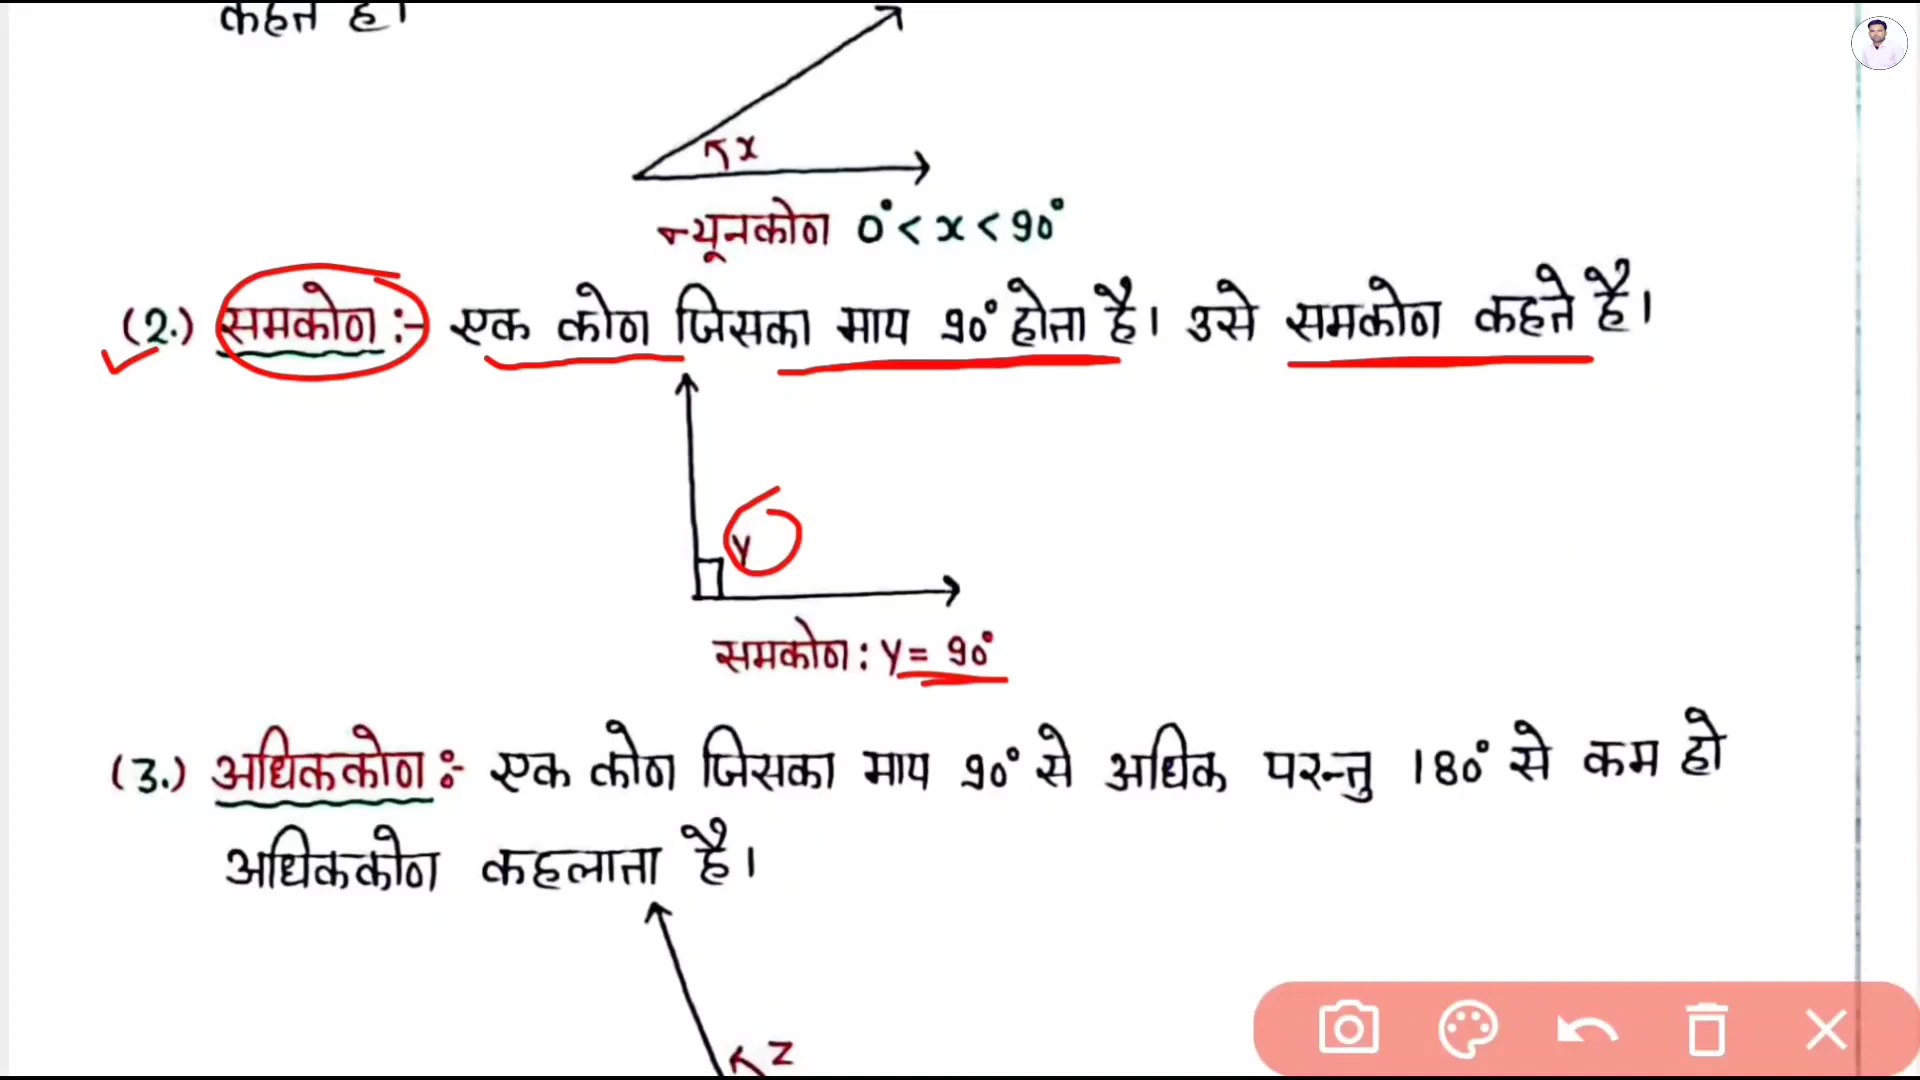 कहते है।
x
न्यूनकोण 0° < x < 90°
(2.) समकोण :- एक कोण जिसका माप 90° होता है। उसे समकोण कहते है।
Y
समकोण : Y = 90°
(3.) अधिककोण :- एक कोण जिसका माप 90° से अधिक परन्तु 180° से कम हो
अधिककोण कहलाता है।
z